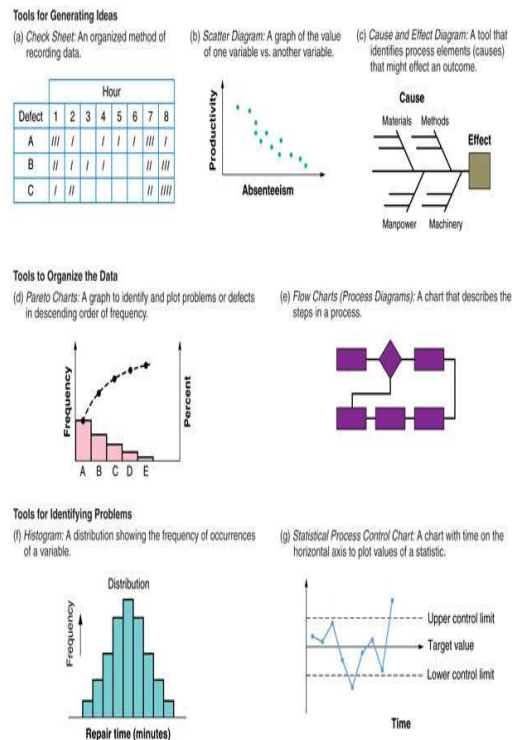 Tools for Generating Ideas
(a) Check Sheet: An organized method of
recording data.
(b) Scatter Diagram: A graph of the value
of one variable vs. another variable.
(c) Cause and Effect Diagram: A tool that
identifies process elements (causes)
that might effect an outcome.
Hour
Defect 1 2 3 4 5 6 7 8
A /// / / / / /// /
B // / / / // ///
C / // // ////
Productivity
Absenteeism
Cause
Materials Methods
Effect
Manpower Machinery
Tools to Organize the Data
(d) Pareto Charts: A graph to identify and plot problems or defects
in descending order of frequency.
(e) Flow Charts (Process Diagrams): A chart that describes the
steps in a process.
Frequency
Percent
A B C D E
Tools for Identifying Problems
(f) Histogram: A distribution showing the frequency of occurrences
of a variable.
(g) Statistical Process Control Chart: A chart with time on the
horizontal axis to plot values of a statistic.
Distribution
Frequency
Repair time (minutes)
Upper control limit
Target value
Lower control limit
Time